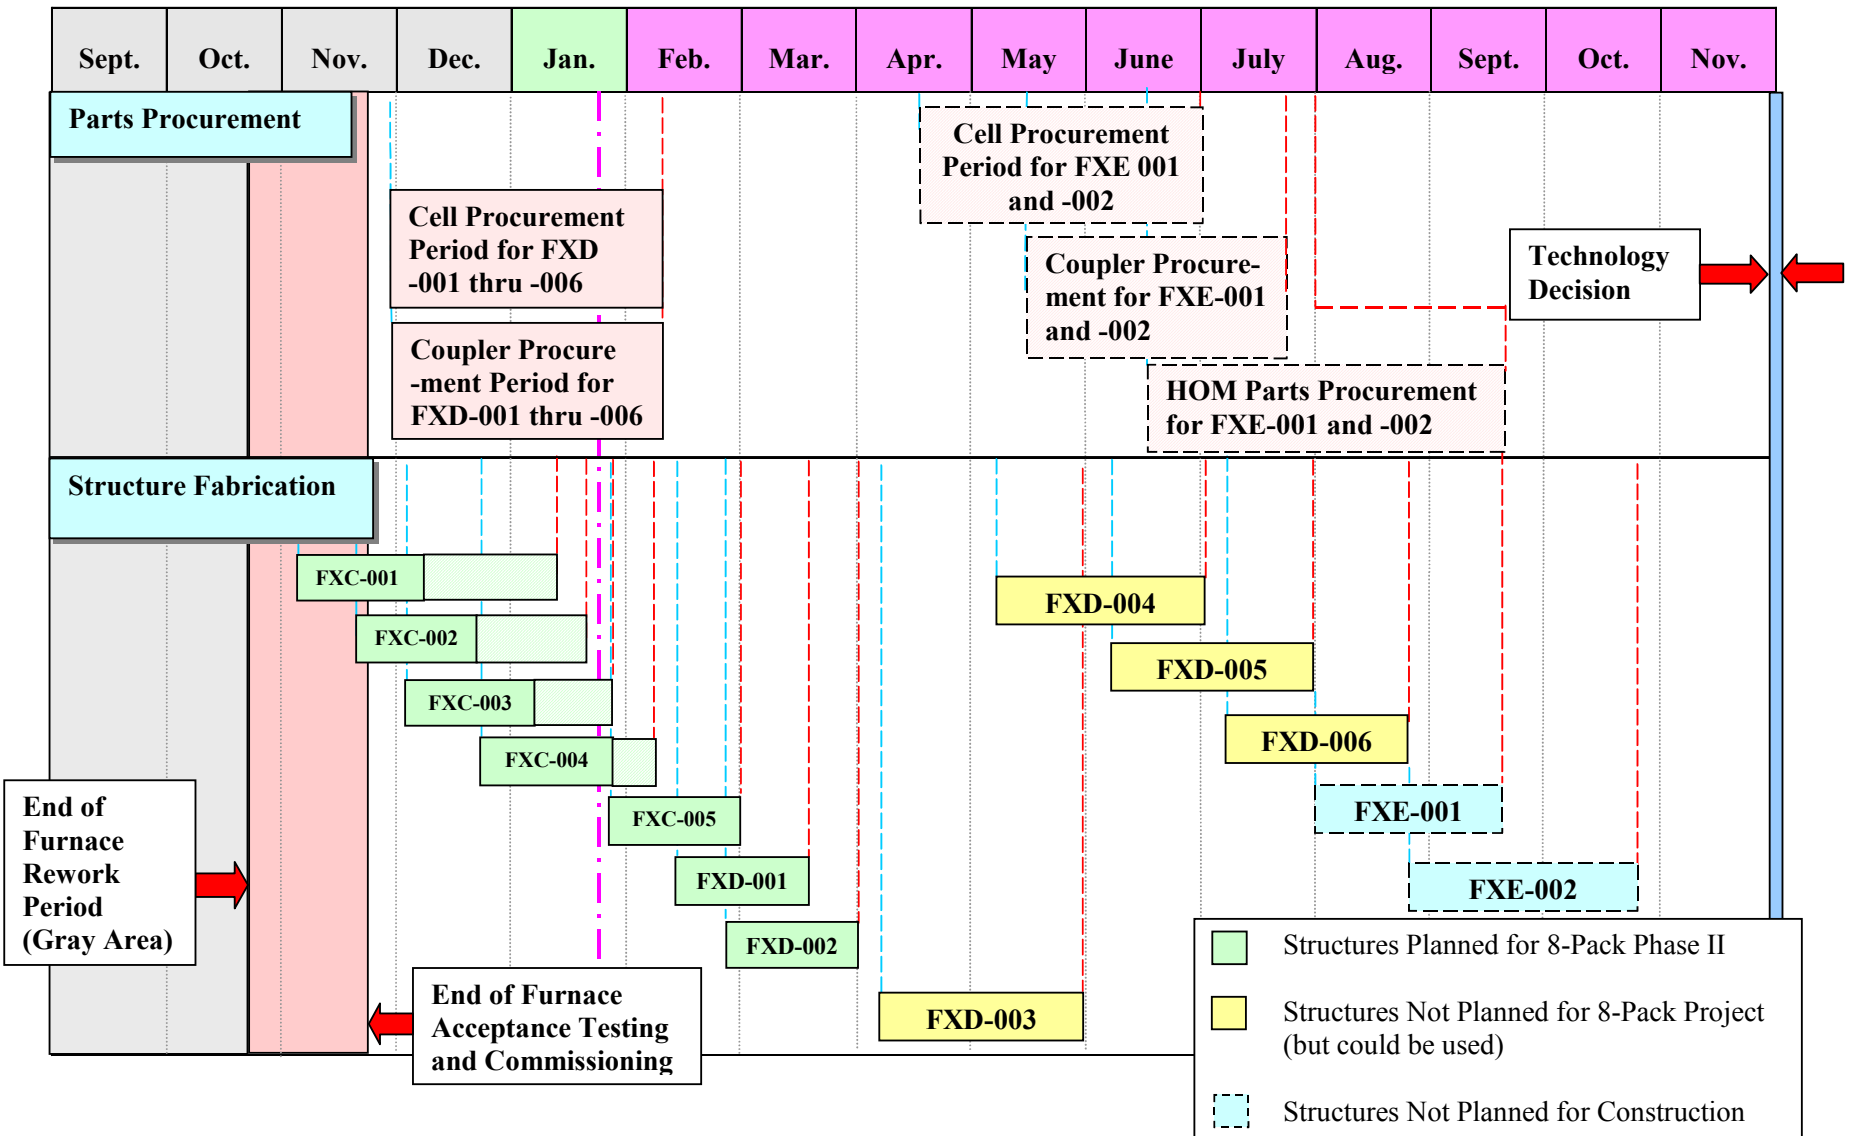 Sept. Oct. Nov. Dec. Jan. Feb. Mar. Apr. May June July Aug. Sept. Oct. Nov.
Parts Procurement
Cell Procurement
Period for FXD
-001 thru -006
Coupler Procure
-ment Period for
FXD-001 thru -006
Cell Procurement
Period for FXE 001
and -002
Coupler Procure-
ment for FXE-001
and -002
HOM Parts Procurement
for FXE-001 and -002
Technology
Decision
Structure Fabrication
FXC-001
FXC-002
FXC-003
FXC-004
FXC-005
FXD-001
FXD-002
FXD-003
FXD-004
FXD-005
FXD-006
FXE-001
FXE-002
End of
Furnace
Rework
Period
(Gray Area)
End of Furnace
Acceptance Testing
and Commissioning
Structures Planned for 8-Pack Phase II
Structures Not Planned for 8-Pack Project
(but could be used)
Structures Not Planned for Construction